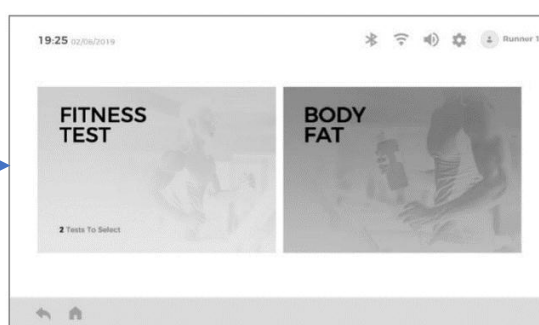 19:25 02/06/2019
Runner 1
FITNESS
TEST
2 Tests To Select
BODY
FAT